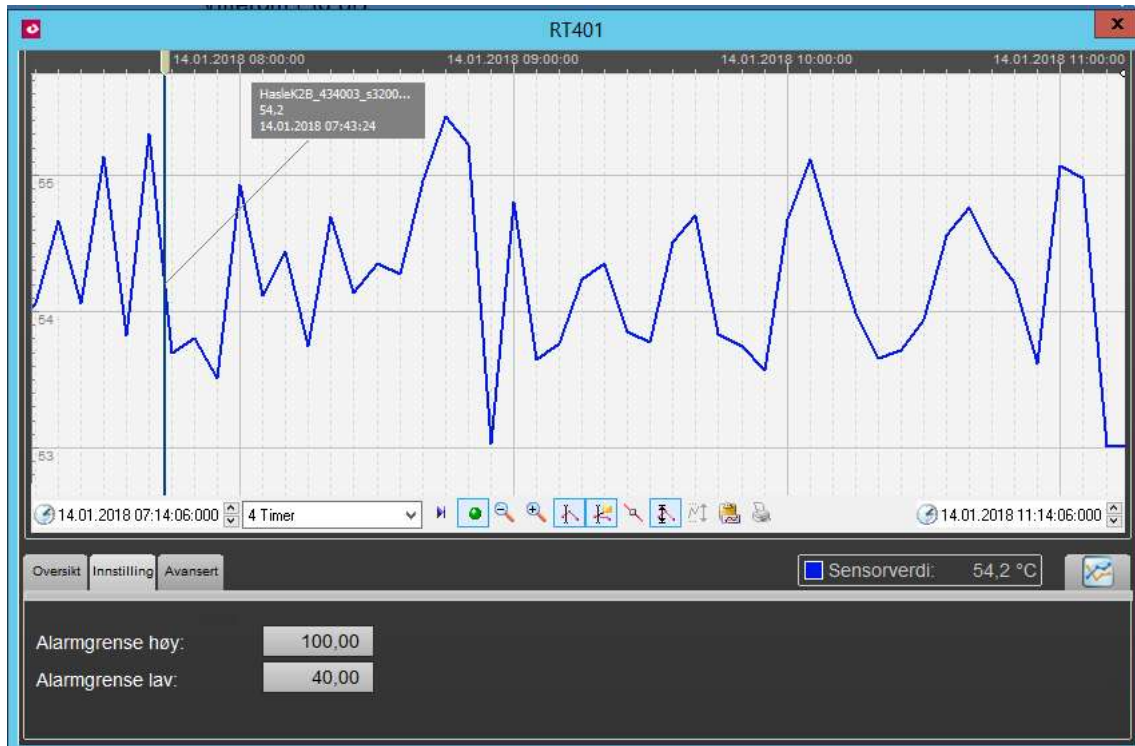 RT401
x
14.01.2018 08:00:00 14.01.2018 09:00:00 14.01.2018 10:00:00 14.01.2018 11:00:00
HasleK2B_434003_s3200...
54,2
14.01.2018 07:43:24
55
54
53
14.01.2018 07:14:06:000 4 Timer 14.01.2018 11:14:06:000
Oversikt Innstilling Avansert Sensorverdi: 54,2 °C
Alarmgrense høy: 100,00
Alarmgrense lav: 40,00